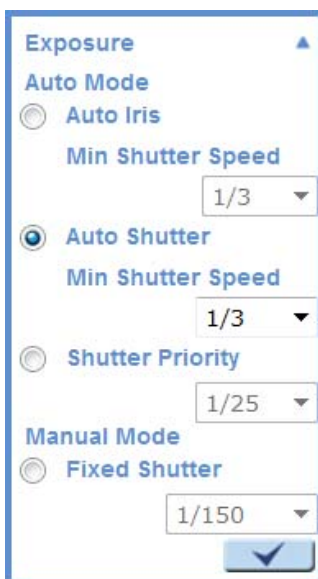 Exposure
Auto Mode
Auto Iris
Min Shutter Speed
1/3
Auto Shutter
Min Shutter Speed
1/3
Shutter Priority
1/25
Manual Mode
Fixed Shutter
1/150